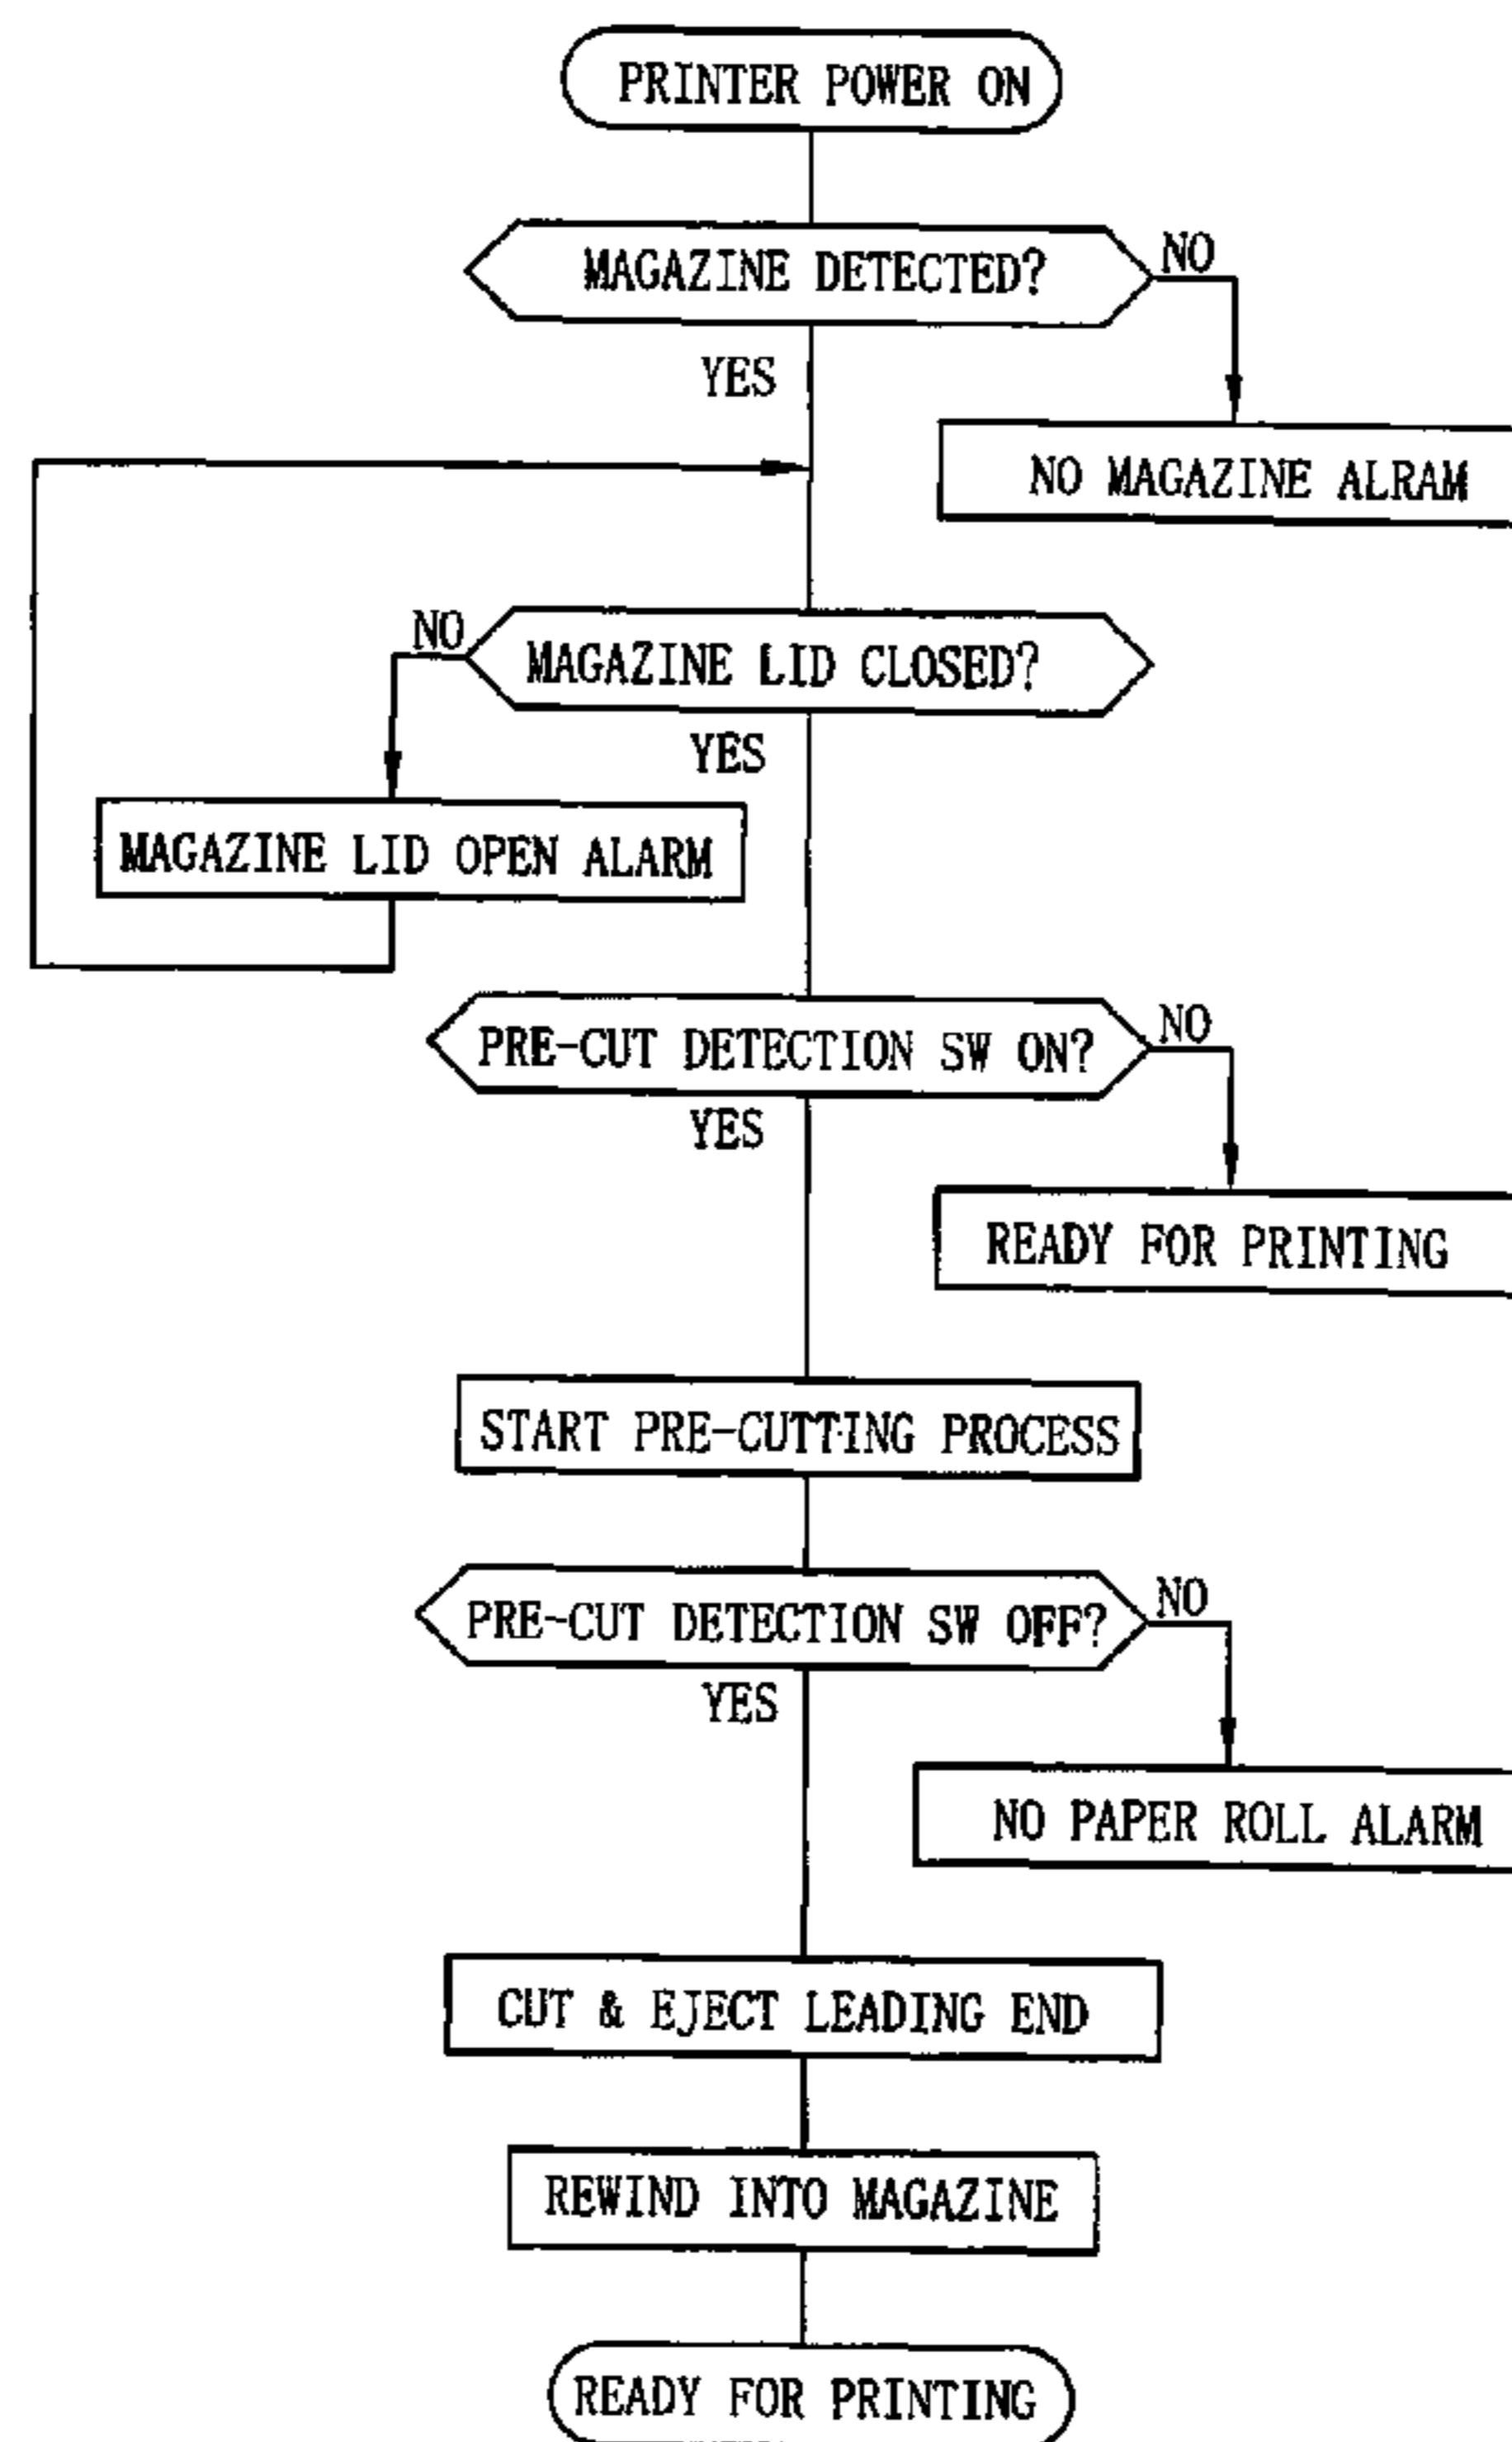 PRINTER POWER ON
MAGAZINE DETECTED?
NO
YES
NO MAGAZINE ALRAM
NO
MAGAZINE LID CLOSED?
YES
MAGAZINE LID OPEN ALARM
PRE-CUT DETECTION SW ON?
NO
YES
READY FOR PRINTING
START PRE-CUTTING PROCESS
PRE-CUT DETECTION SW OFF?
NO
YES
NO PAPER ROLL ALARM
CUT & EJECT LEADING END
REWIND INTO MAGAZINE
READY FOR PRINTING